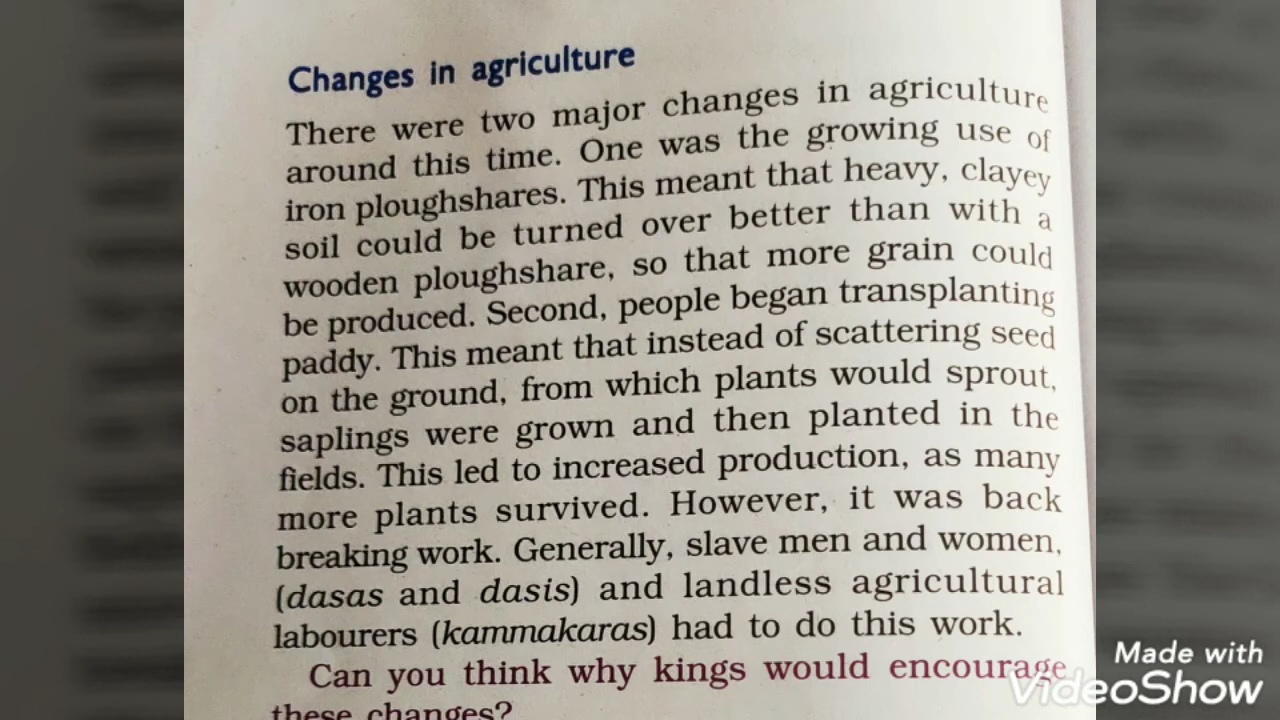 Changes in agriculture
There were two major changes in agriculture
around this time. One was the growing use of
iron ploughshares. This meant that heavy, clayey
soil could be turned over better than with a
wooden ploughshare, so that more grain could
be produced. Second, people began transplanting
paddy. This meant that instead of scattering seed
on the ground, from which plants would sprout,
saplings were grown and then planted in the
fields. This led to increased production, as many
more plants survived. However, it was back
breaking work. Generally, slave men and women,
(dasas and dasis) and landless agricultural
labourers (kammakaras) had to do this work.
Can you think why kings would encourage
these changes?
Made with
VideoShow